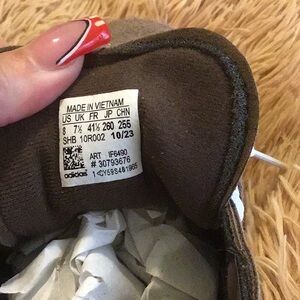 MADE IN VIETNAM
US UK FR JP CHN
8 7½ 41⅓ 260 255
SHB 10R002 10/23
ART IF6490
# 30793676
adidas